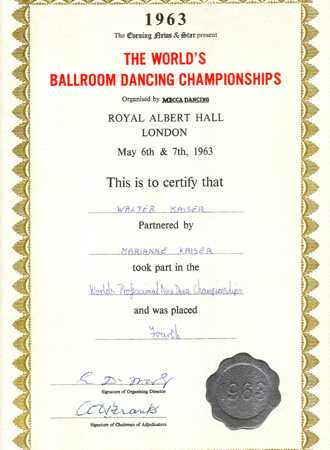 1963
The Evening News & Star present
THE WORLD'S
BALLROOM DANCING CHAMPIONSHIPS
Organised by MECCA DANCING
ROYAL ALBERT HALL
LONDON
May 6th & 7th, 1963
This is to certify that
WALTER KAISER
Partnered by
MARIANNE KAISER
took part in the
World's Professional Nine Dance Championships
and was placed
Fourth
Signature of Organising Director
Signature of Chairman of Adjudicators
1963